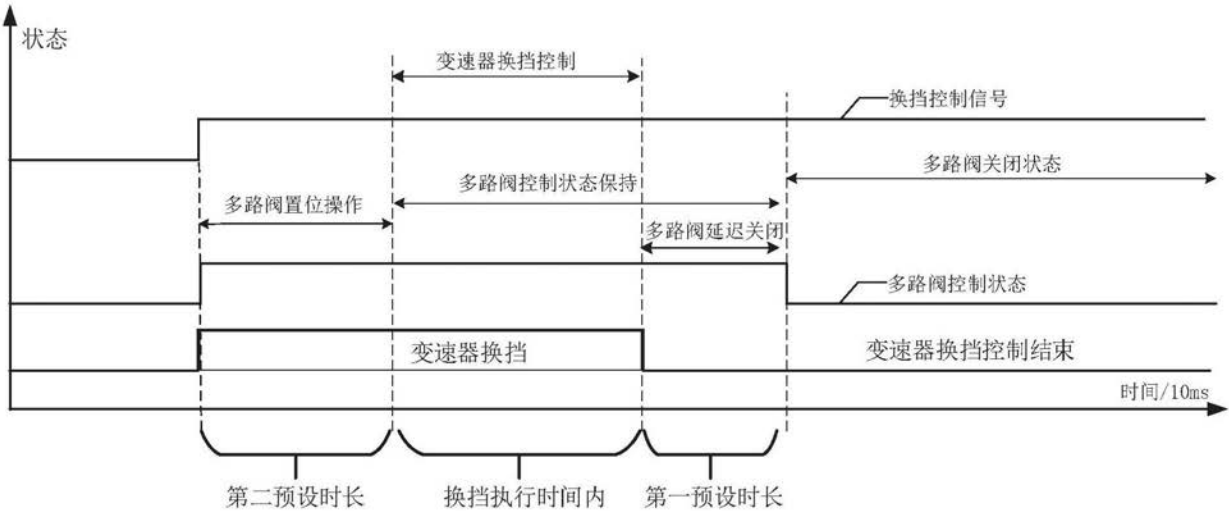 状态
变速器换挡控制
换挡控制信号
多路阀关闭状态
多路阀控制状态保持
多路阀置位操作
多路阀延迟关闭
多路阀控制状态
变速器换挡
变速器换挡控制结束
时间/10ms
第二预设时长
换挡执行时间内
第一预设时长